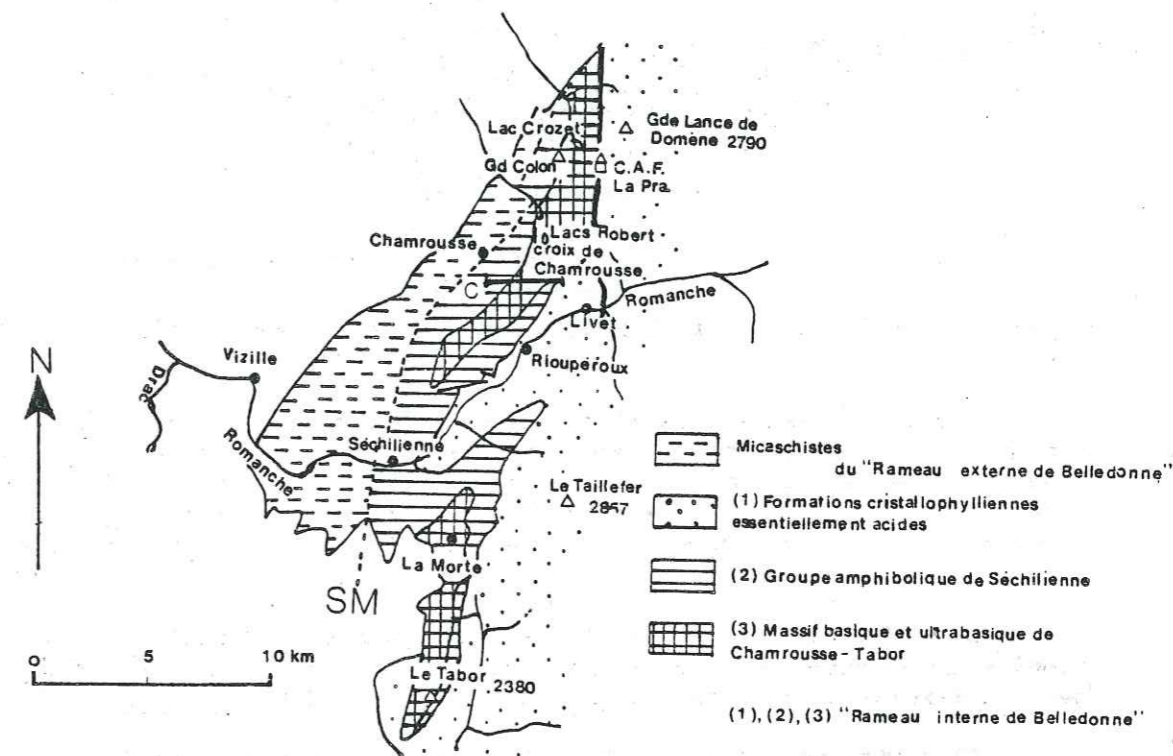 Lac Crozet
Gde Lance de
Domène 2790
Gd Colon
C.A.F.
La Pra
Chamrousse
Lacs Robert
croix de
Chamrousse
C
Romanche
Livet
N
Vizille
Rioupéroux
Drac
Romanche
Séchilienne
Micaschistes
du "Rameau externe de Belledonne"
Le Taillefer
2857
(1) Formations cristallophylliennes
essentiellement acides
La Morte
(2) Groupe amphibolique de Séchilienne
SM
(3) Massif basique et ultrabasique de
Chamrousse-Tabor
0 5 10 km
Le Tabor 2380
(1), (2), (3) "Rameau interne de Belledonne"